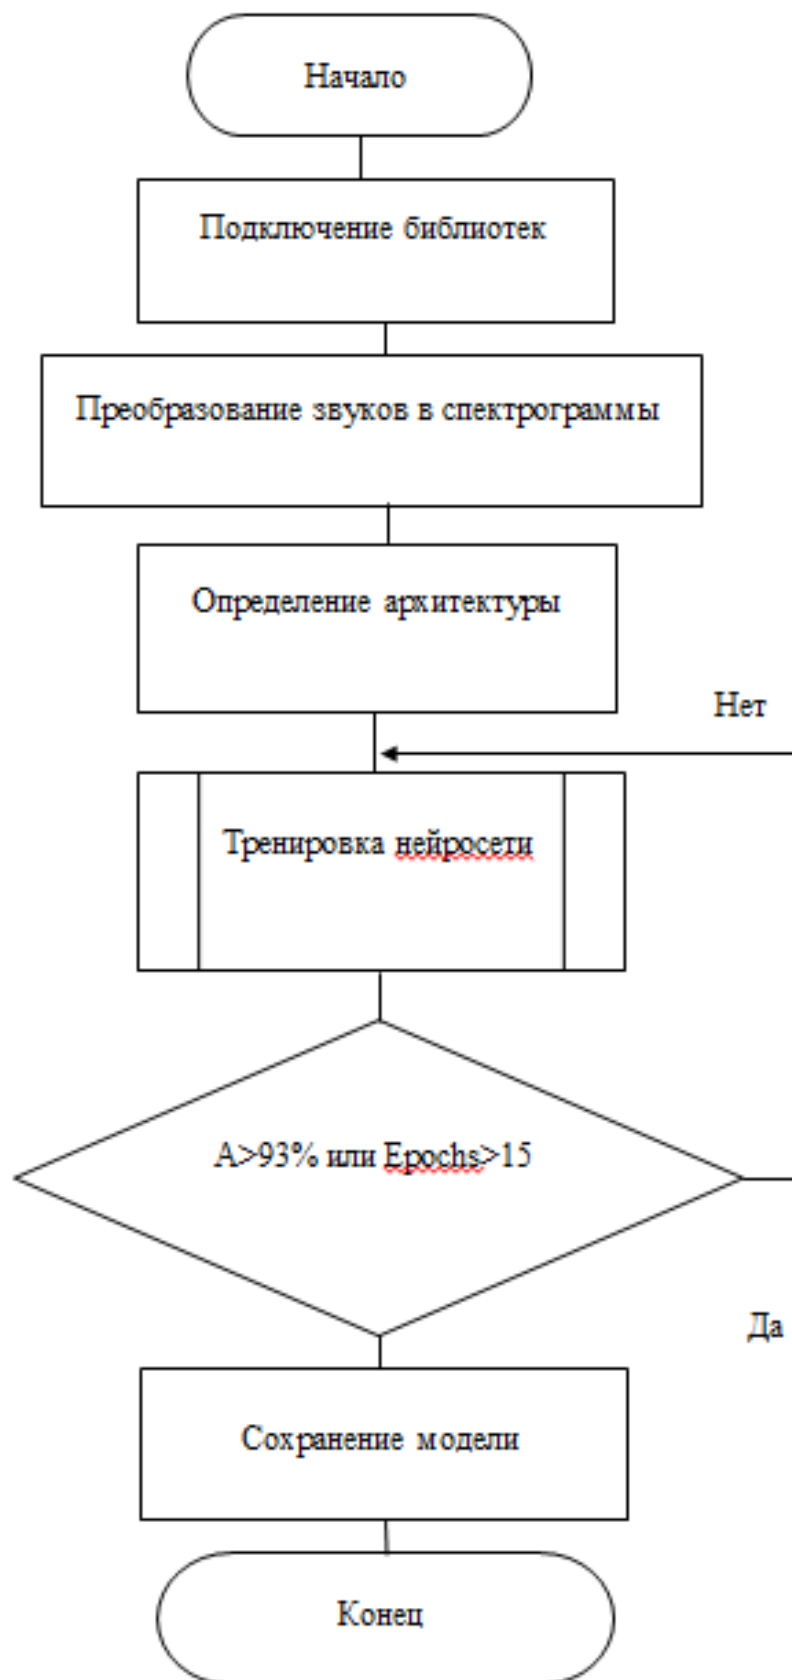 Начало
Подключение библиотек
Преобразование звуков в спектрограммы
Определение архитектуры
Нет
Тренировка нейросети
A>93% или Epochs>15
Да
Сохранение модели
Конец